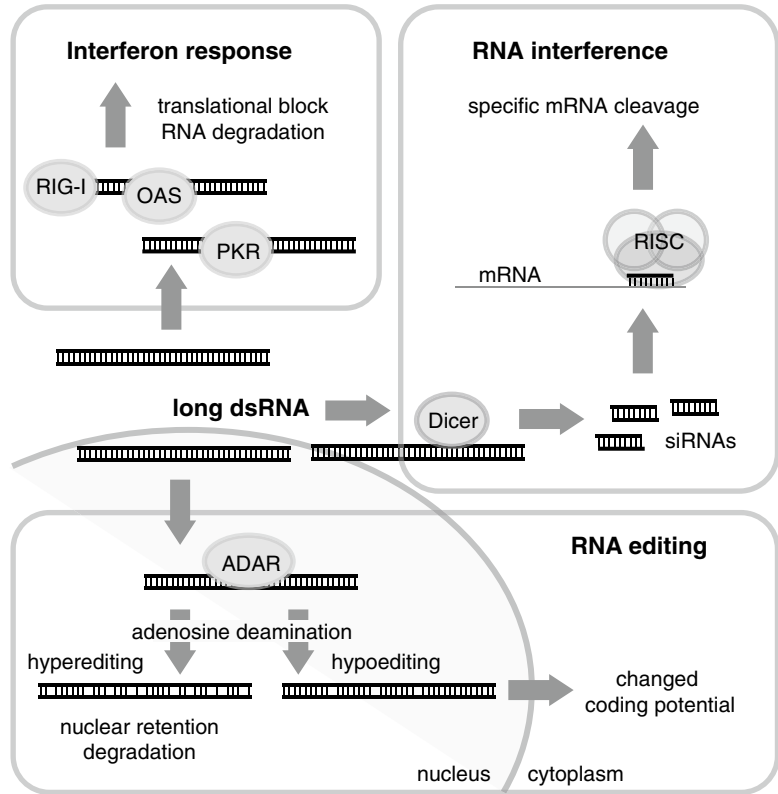 Interferon response
translational block
RNA degradation
RIG-I
OAS
PKR
RNA interference
specific mRNA cleavage
RISC
mRNA
long dsRNA
Dicer
siRNAs
RNA editing
ADAR
adenosine deamination
hyperediting
hypoediting
nuclear retention
degradation
changed
coding potential
nucleus
cytoplasm